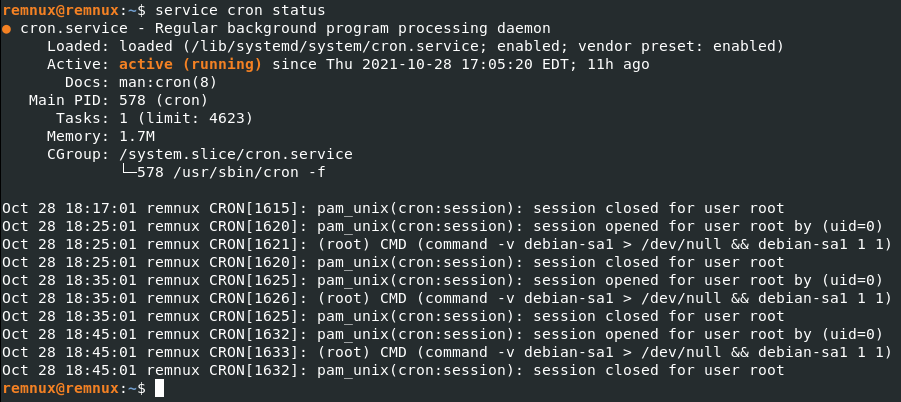 remnux@remnux:~$ service cron status
● cron.service - Regular background program processing daemon
     Loaded: loaded (/lib/systemd/system/cron.service; enabled; vendor preset: enabled)
     Active: active (running) since Thu 2021-10-28 17:05:20 EDT; 11h ago
       Docs: man:cron(8)
   Main PID: 578 (cron)
      Tasks: 1 (limit: 4623)
     Memory: 1.7M
     CGroup: /system.slice/cron.service
             └─578 /usr/sbin/cron -f

Oct 28 18:17:01 remnux CRON[1615]: pam_unix(cron:session): session closed for user root
Oct 28 18:25:01 remnux CRON[1620]: pam_unix(cron:session): session opened for user root by (uid=0)
Oct 28 18:25:01 remnux CRON[1621]: (root) CMD (command -v debian-sa1 > /dev/null && debian-sa1 1 1)
Oct 28 18:25:01 remnux CRON[1620]: pam_unix(cron:session): session closed for user root
Oct 28 18:35:01 remnux CRON[1625]: pam_unix(cron:session): session opened for user root by (uid=0)
Oct 28 18:35:01 remnux CRON[1626]: (root) CMD (command -v debian-sa1 > /dev/null && debian-sa1 1 1)
Oct 28 18:35:01 remnux CRON[1625]: pam_unix(cron:session): session closed for user root
Oct 28 18:45:01 remnux CRON[1632]: pam_unix(cron:session): session opened for user root by (uid=0)
Oct 28 18:45:01 remnux CRON[1633]: (root) CMD (command -v debian-sa1 > /dev/null && debian-sa1 1 1)
Oct 28 18:45:01 remnux CRON[1632]: pam_unix(cron:session): session closed for user root
remnux@remnux:~$